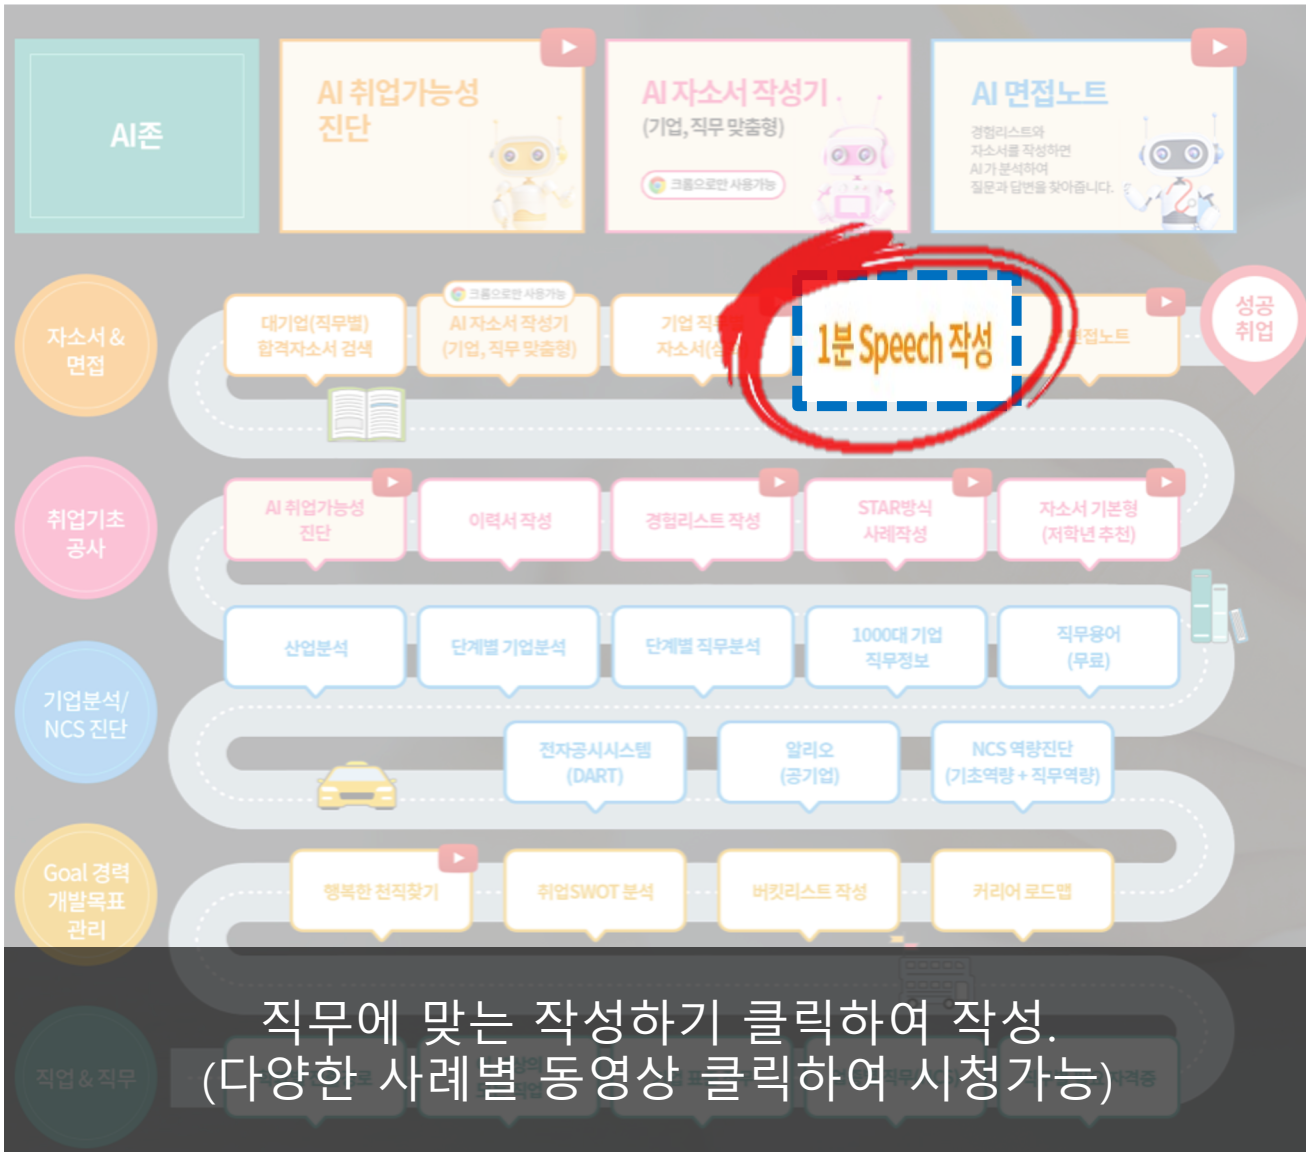 AI존
AI 취업가능성
진단
AI 자소서 작성기
(기업, 직무 맞춤형)
크롬으로만 사용가능
AI 면접노트
경험리스트와
자소서를 작성하면
AI가 분석하여
질문과 답변을 찾아줍니다.
자소서 &
면접
대기업(직무별)
합격자소서 검색
크롬으로만 사용가능
AI 자소서 작성기
(기업, 직무 맞춤형)
기업
자소서
1분 Speech 작성
면접노트
성공
취업
취업기초
공사
AI 취업가능성
진단
이력서 작성
경험리스트 작성
STAR방식
사례작성
자소서 기본형
(저학년 추천)
산업분석
단계별 기업분석
단계별 직무분석
1000대 기업
직무정보
직무용어
(무료)
기업분석/
NCS 진단
전자공시시스템
(DART)
알리오
(공기업)
NCS 역량진단
(기초역량 + 직무역량)
Goal 경력
개발목표
관리
행복한 천직찾기
취업SWOT 분석
버킷리스트 작성
커리어 로드맵
직업 & 직무
직무에 맞는 작성하기 클릭하여 작성.
(다양한 사례별 동영상 클릭하여 시청가능)